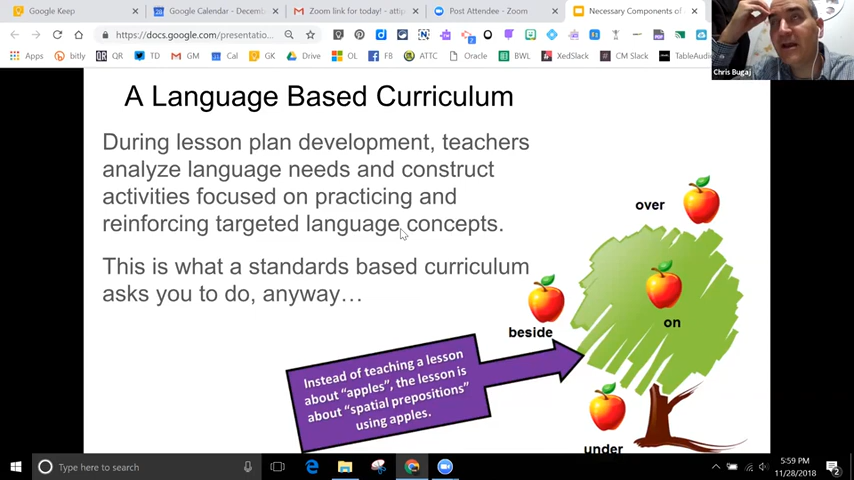 Google Keep
Google Calendar - Decemb
Zoom link for today! - attip
Post Attendee - Zoom
Necessary Components of
https://docs.google.com/presentatio...
Apps
bitly
QR
TD
GM
Cal
GK
Drive
OL
FB
ATTC
Oracle
BWL
XedSlack
CM Slack
TableAudio
Chris Bugaj
A Language Based Curriculum
During lesson plan development, teachers
analyze language needs and construct
activities focused on practicing and
reinforcing targeted language concepts.
This is what a standards based curriculum
asks you to do, anyway…
over
on
beside
under
Instead of teaching a lesson
about "apples", the lesson is
about "spatial prepositions"
using apples.
Type here to search
5:59 PM
11/28/2018